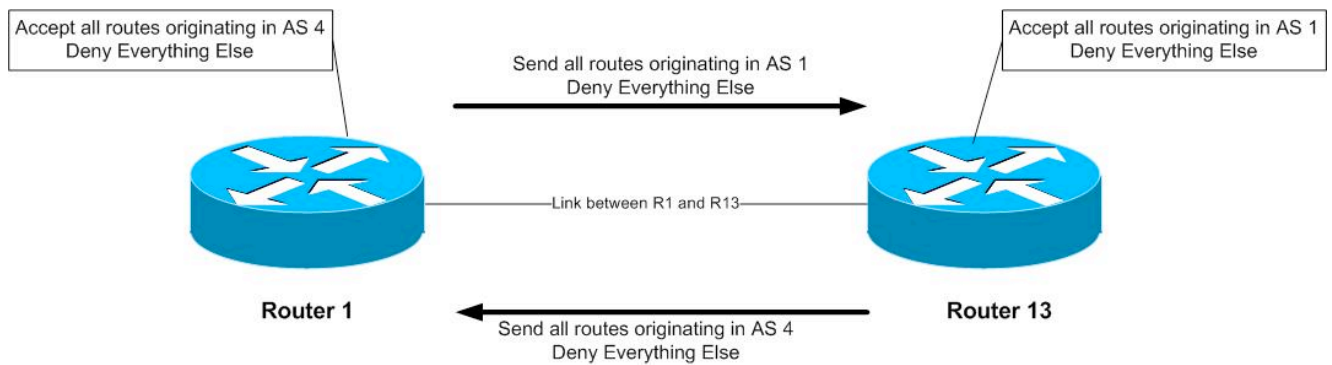 Accept all routes originating in AS 4
Deny Everything Else
Accept all routes originating in AS 1
Deny Everything Else
Send all routes originating in AS 1
Deny Everything Else
Link between R1 and R13
Router 1
Router 13
Send all routes originating in AS 4
Deny Everything Else